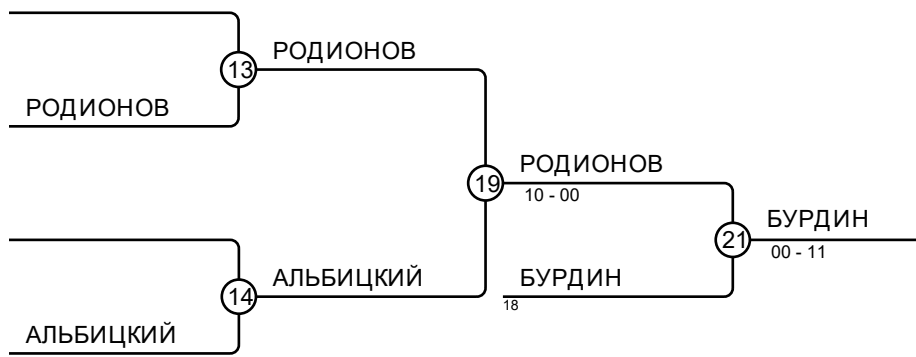 13
РОДИОНОВ
РОДИОНОВ
19
РОДИОНОВ
10 - 00
21
БУРДИН
00 - 11
14
АЛЬБИЦКИЙ
БУРДИН
18
АЛЬБИЦКИЙ